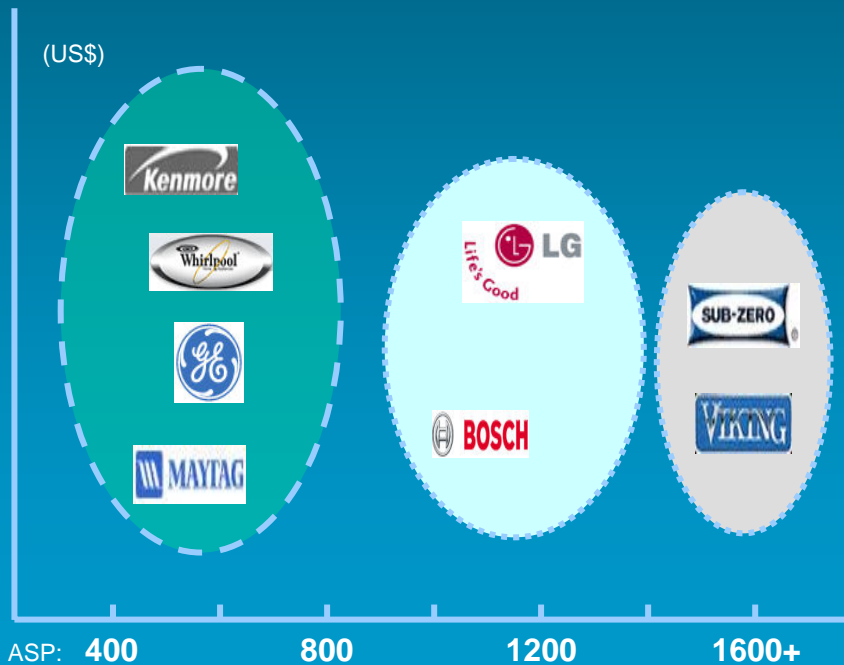 (US$)
Kenmore
Whirlpool
GE
MAYTAG
LG
Life's Good
BOSCH
SUB-ZERO
®
VIKING
ASP: 400 800 1200 1600+